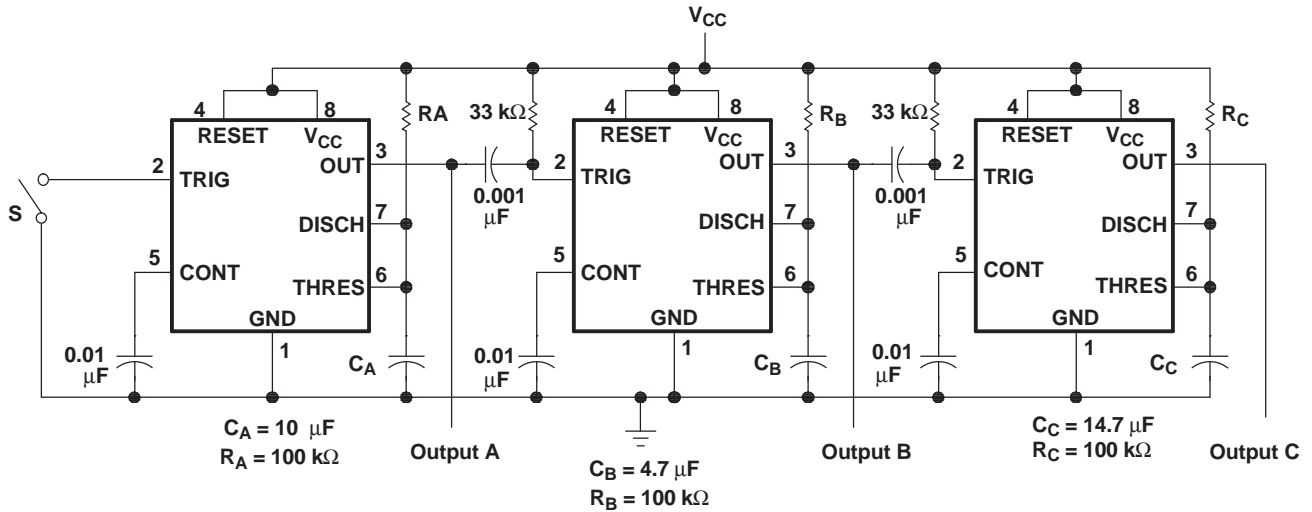 VCC
4
8
RESET
VCC
2
TRIG
OUT
3
DISCH
7
5
CONT
THRES
6
GND
1
S
0.01
μF
RA
CA
CA = 10 μF
RA = 100 kΩ
Output A
33 kΩ
0.001
μF
4
8
RESET
VCC
2
TRIG
OUT
3
DISCH
7
5
CONT
THRES
6
GND
1
0.01
μF
RB
CB
CB = 4.7 μF
RB = 100 kΩ
Output B
33 kΩ
0.001
μF
4
8
RESET
VCC
2
TRIG
OUT
3
DISCH
7
5
CONT
THRES
6
GND
1
0.01
μF
RC
CC
CC = 14.7 μF
RC = 100 kΩ
Output C